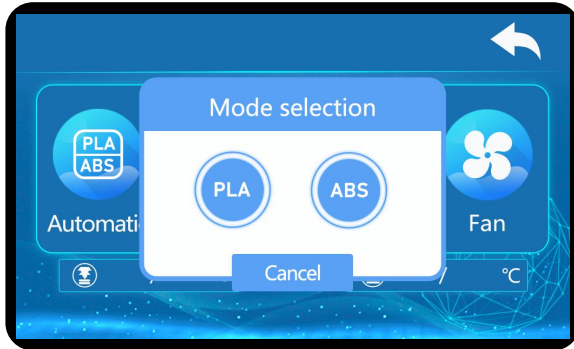 Mode selection
PLA
ABS
PLA
ABS
Automati
Fan
Cancel
/
/ °C